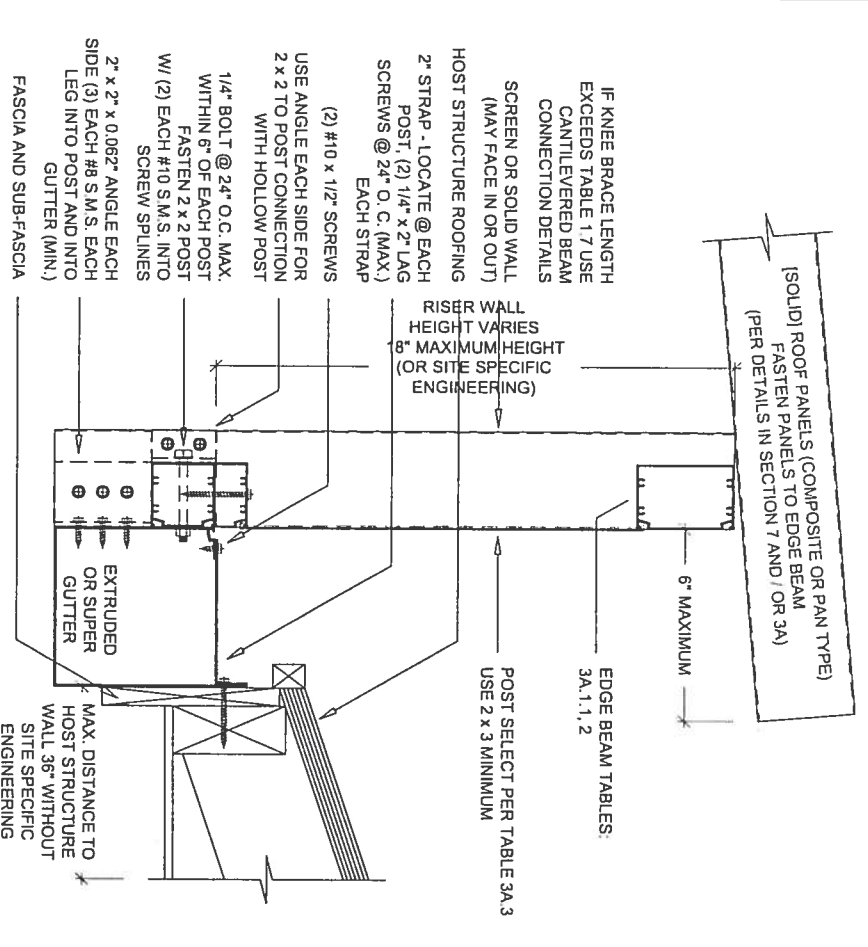 [SOLID] ROOF PANELS (COMPOSITE OR PAN TYPE)
FASTEN PANELS TO EDGE BEAM
(PER DETAILS IN SECTION 7 AND / OR 3A)
IF KNEE BRACE LENGTH
EXCEEDS TABLE 1.7 USE
CANTILEVERED BEAM
CONNECTION DETAILS
SCREEN OR SOLID WALL
(MAY FACE IN OR OUT)
HOST STRUCTURE ROOFING
2" STRAP - LOCATE @ EACH
POST, (2) 1/4" x 2" LAG
SCREWS @ 24" O. C. (MAX.)
EACH STRAP
(2) #10 x 1/2" SCREWS
USE ANGLE EACH SIDE FOR
2 x 2 TO POST CONNECTION
WITH HOLLOW POST
1/4" BOLT @ 24" O.C. MAX.
WITHIN 6" OF EACH POST
FASTEN 2 x 2 POST
W/ (2) EACH #10 S.M.S. INTO
SCREW SPLINES
2" x 2" x 0.062" ANGLE EACH
SIDE (3) EACH #8 S.M.S. EACH
LEG INTO POST AND INTO
GUTTER (MIN.)
FASCIA AND SUB-FASCIA
RISER WALL
HEIGHT VARIES
18" MAXIMUM HEIGHT
(OR SITE SPECIFIC
ENGINEERING)
6" MAXIMUM
EDGE BEAM TABLES:
3A.1.1, 2
POST SELECT PER TABLE 3A.3
USE 2 x 3 MINIMUM
EXTRUDED
OR SUPER
GUTTER
MAX. DISTANCE TO
HOST STRUCTURE
WALL 36" WITHOUT
SITE SPECIFIC
ENGINEERING